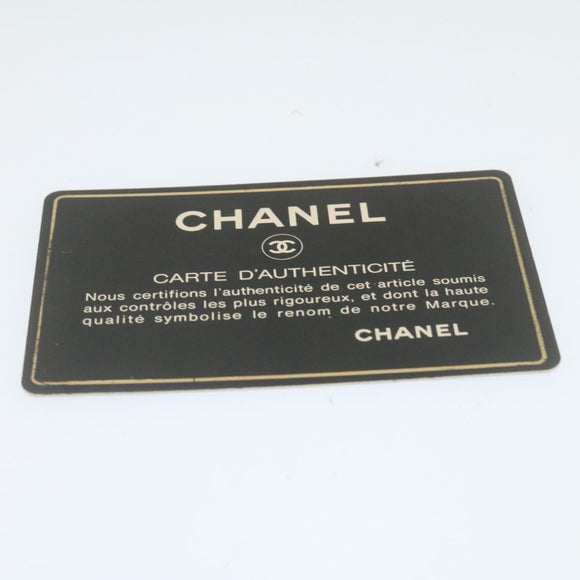 CHANEL
CARTE D'AUTHENTICITÉ
Nous certifions l'authenticité de cet article soumis
aux contrôles les plus rigoureux, et dont la haute
qualité symbolise le renom de notre Marque.
CHANEL